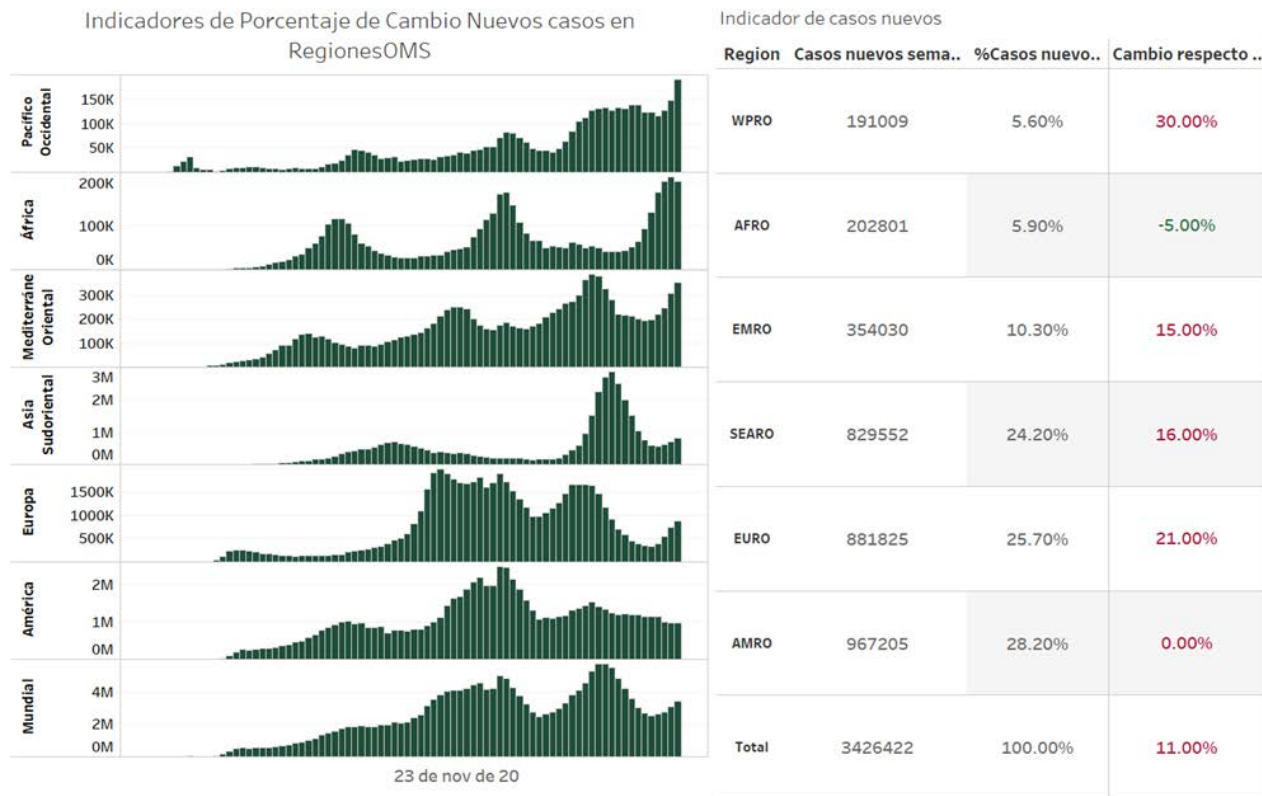 Indicadores de Porcentaje de Cambio Nuevos casos en
RegionesOMS
Pacífico
Occidental
150K
100K
50K
África
200K
100K
0K
Mediterráne
Oriental
300K
200K
100K
Asia
Sudoriental
3M
2M
1M
0M
Europa
1500K
1000K
500K
América
2M
1M
0M
Mundial
4M
2M
0M
23 de nov de 20
Indicador de casos nuevos
Region Casos nuevos sema.. %Casos nuevo.. Cambio respecto ..
WPRO 191009 5.60% 30.00%
AFRO 202801 5.90% -5.00%
EMRO 354030 10.30% 15.00%
SEARO 829552 24.20% 16.00%
EURO 881825 25.70% 21.00%
AMRO 967205 28.20% 0.00%
Total 3426422 100.00% 11.00%